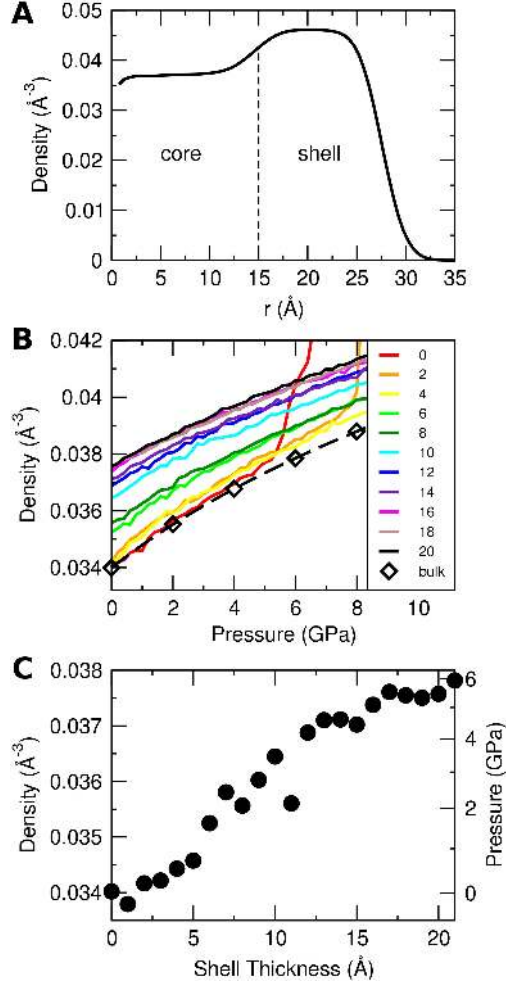 A
0.05
0.04
0.03
0.02
0.01
0
Density (Å⁻³)
core
shell
0 5 10 15 20 25 30 35
r (Å)
B
0.042
0.04
0.038
0.036
0.034
Density (Å⁻³)
0 2 4 6 8 10
Pressure (GPa)
0
2
4
6
8
10
12
14
16
18
20
bulk
C
0.038
0.037
0.036
0.035
0.034
Density (Å⁻³)
6
4
2
0
Pressure (GPa)
0 5 10 15 20
Shell Thickness (Å)